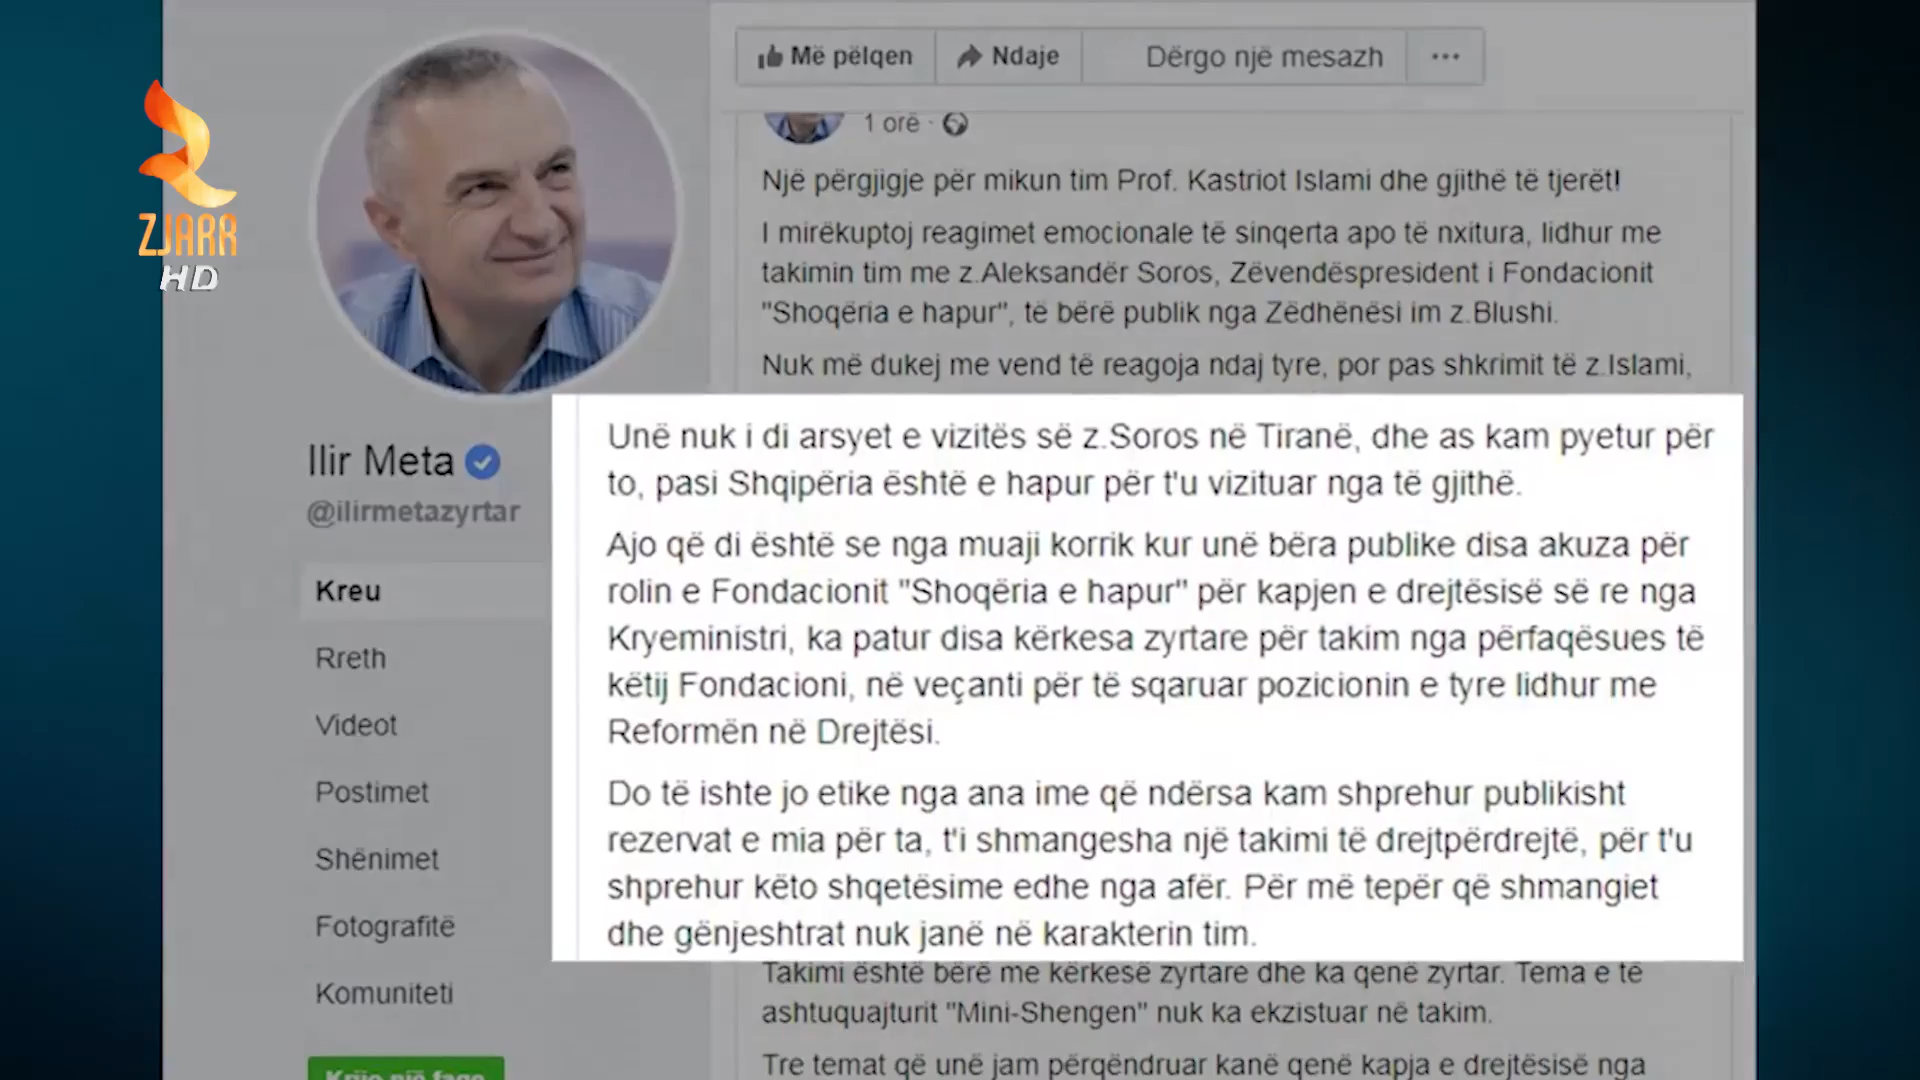 ZJARR
HD
Ilir Meta
@ilirmetazyrtar
Kreu
Rreth
Videot
Postimet
Shënimet
Fotografitë
Komuniteti
Krijo një faqe
Më pëlqen
Ndaje
Dërgo një mesazh
1 orë
Një përgjigje për mikun tim Prof. Kastriot Islami dhe gjithë të tjerët!
I mirëkuptoj reagimet emocionale të sinqerta apo të nxitura, lidhur me
takimin tim me z.Aleksandër Soros, Zëvendëspresident i Fondacionit
"Shoqëria e hapur", të bërë publik nga Zëdhënësi im z.Blushi.
Nuk më dukej me vend të reagoja ndaj tyre, por pas shkrimit të z.Islami,
Unë nuk i di arsyet e vizitës së z.Soros në Tiranë, dhe as kam pyetur për
to, pasi Shqipëria është e hapur për t'u vizituar nga të gjithë.
Ajo që di është se nga muaji korrik kur unë bëra publike disa akuza për
rolin e Fondacionit "Shoqëria e hapur" për kapjen e drejtësisë së re nga
Kryeministri, ka patur disa kërkesa zyrtare për takim nga përfaqësues të
këtij Fondacioni, në veçanti për të sqaruar pozicionin e tyre lidhur me
Reformën në Drejtësi.
Do të ishte jo etike nga ana ime që ndërsa kam shprehur publikisht
rezervat e mia për ta, t'i shmangesha një takimi të drejtpërdrejtë, për t'u
shprehur këto shqetësime edhe nga afër. Për më tepër që shmangiet
dhe gënjeshtrat nuk janë në karakterin tim.
Takimi është bërë me kërkesë zyrtare dhe ka qenë zyrtar. Tema e të
ashtuquajturit "Mini-Shengen" nuk ka ekzistuar në takim.
Tre temat që unë jam përqëndruar kanë qenë kapja e drejtësisë nga